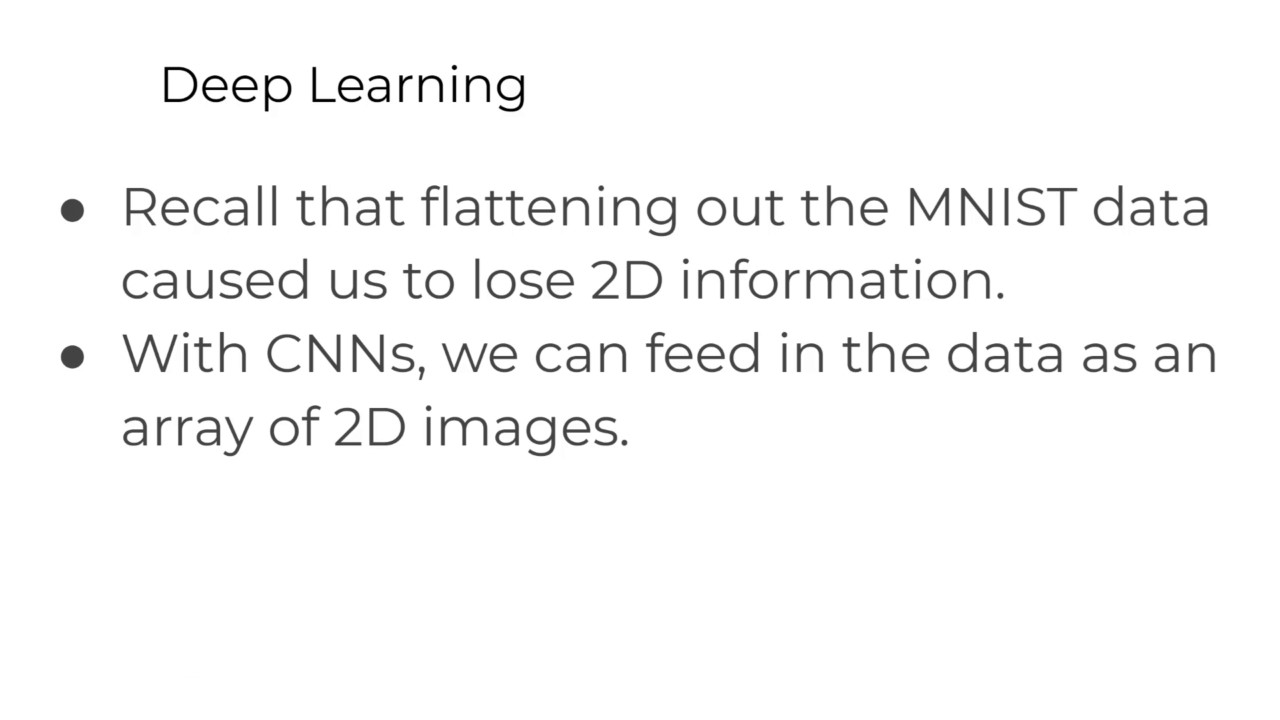 Deep Learning
● Recall that flattening out the MNIST data
caused us to lose 2D information.
● With CNNs, we can feed in the data as an
array of 2D images.